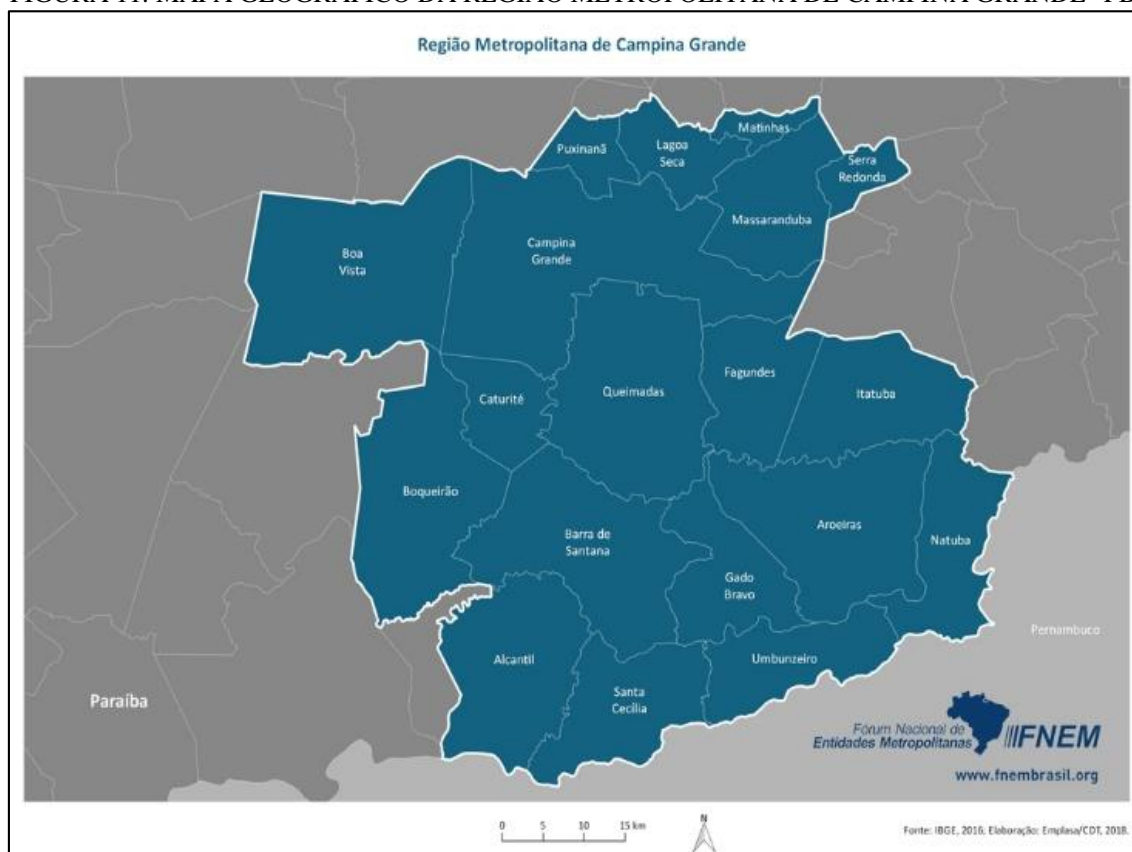 Região Metropolitana de Campina Grande
Puxinanã
Lagoa
Seca
Matinhas
Serra
Redonda
Massaranduba
Boa
Vista
Campina
Grande
Queimadas
Fagundes
Itatuba
Caturité
Boqueirão
Barra de
Santana
Gado
Bravo
Aroeiras
Natuba
Alcantil
Santa
Cecília
Umbunzeiro
Pernambuco
Paraíba
Fórum Nacional de
Entidades Metropolitanas
FNEM
www.fnembrasil.org
0 5 10 15 km
N
Fonte: IBGE, 2016; Elaboração: Emplasa/CDT, 2018.